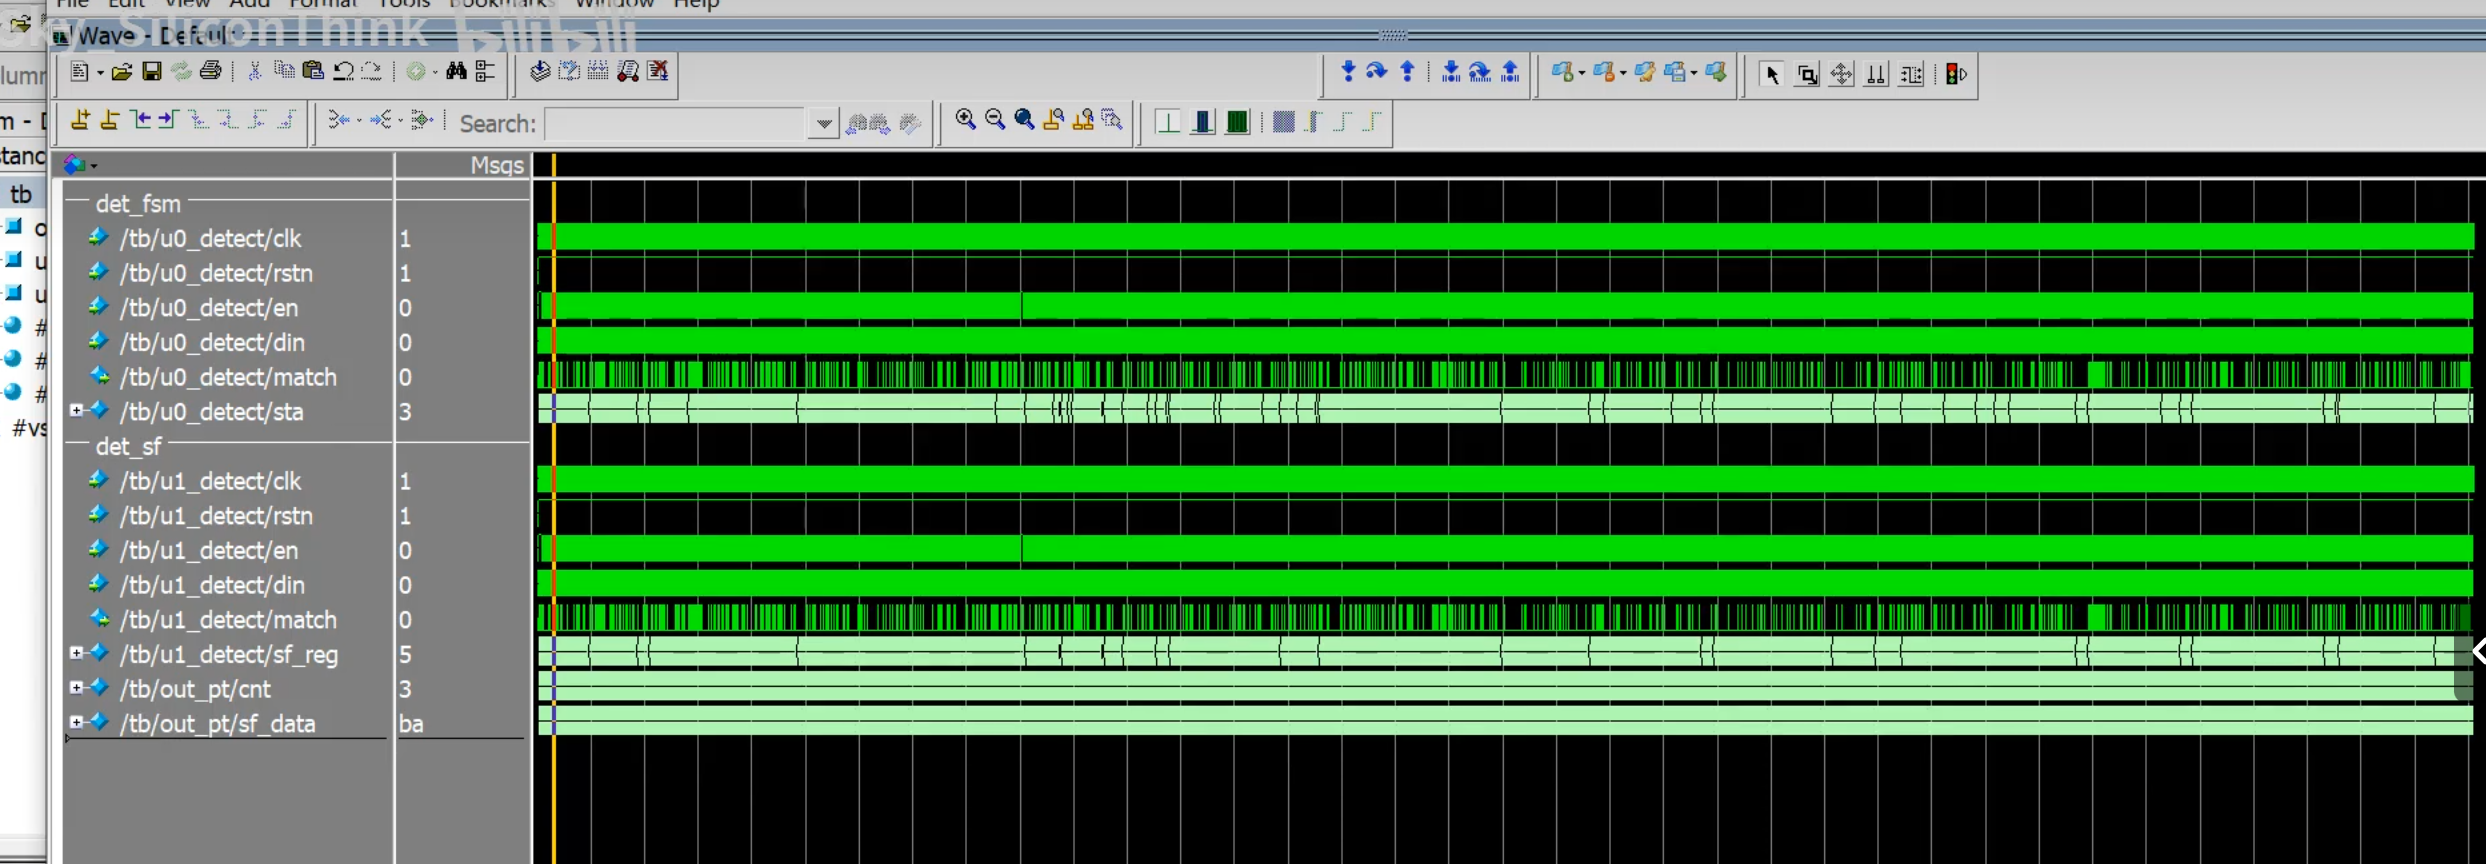 File Edit View Add Format Tools Bookmarks Window Help
Sky_SiliconThink bilibili
Wave - Default
Search:
Msgs
det_fsm
/tb/u0_detect/clk 1
/tb/u0_detect/rstn 1
/tb/u0_detect/en 0
/tb/u0_detect/din 0
/tb/u0_detect/match 0
/tb/u0_detect/sta 3
det_sf
/tb/u1_detect/clk 1
/tb/u1_detect/rstn 1
/tb/u1_detect/en 0
/tb/u1_detect/din 0
/tb/u1_detect/match 0
/tb/u1_detect/sf_reg 5
/tb/out_pt/cnt 3
/tb/out_pt/sf_data ba
lumn
m - D
stanc
tb
o
u
u
#
#
#
#vs